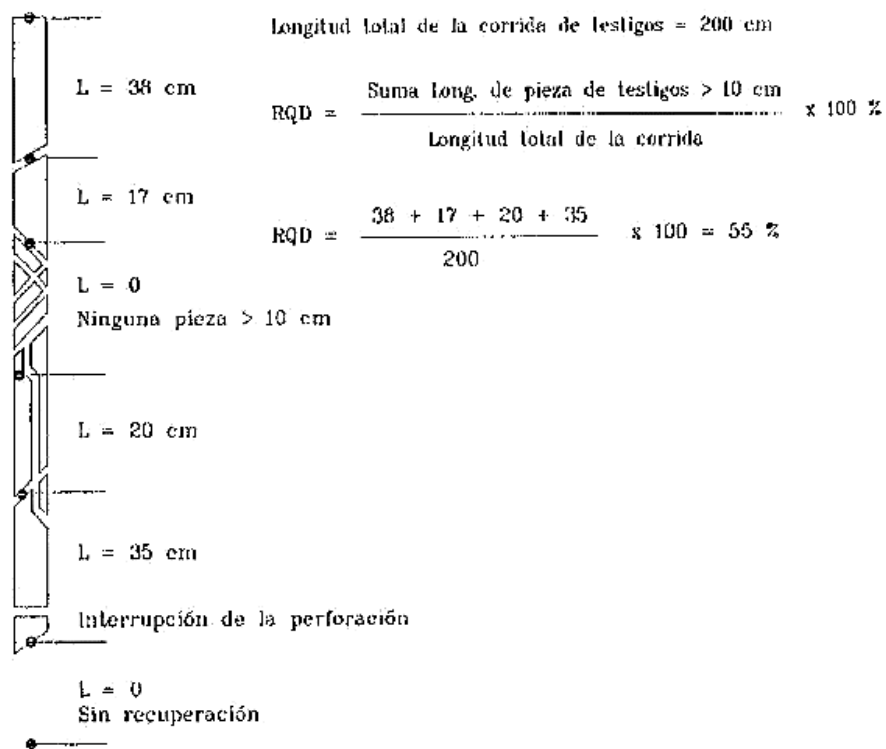 Longitud total de la corrida de testigos = 200 cm
L = 38 cm
RQD = Suma Long. de pieza de testigos > 10 cm x 100 %
Longitud total de la corrida
L = 17 cm
RQD = 38 + 17 + 20 + 35 x 100 = 55 %
200
L = 0
Ninguna pieza > 10 cm
L = 20 cm
L = 35 cm
Interrupción de la perforación
L = 0
Sin recuperación